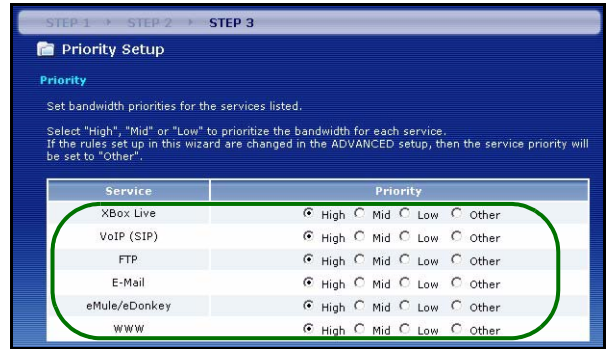 STEP 1 STEP 2 STEP 3
Priority Setup
Priority
Set bandwidth priorities for the services listed.
Select "High", "Mid" or "Low" to prioritize the bandwidth for each service.
If the rules set up in this wizard are changed in the ADVANCED setup, then the service priority will
be set to "Other".
Service Priority
XBox Live High Mid Low Other
VoIP (SIP) High Mid Low Other
FTP High Mid Low Other
E-Mail High Mid Low Other
eMule/eDonkey High Mid Low Other
WWW High Mid Low Other